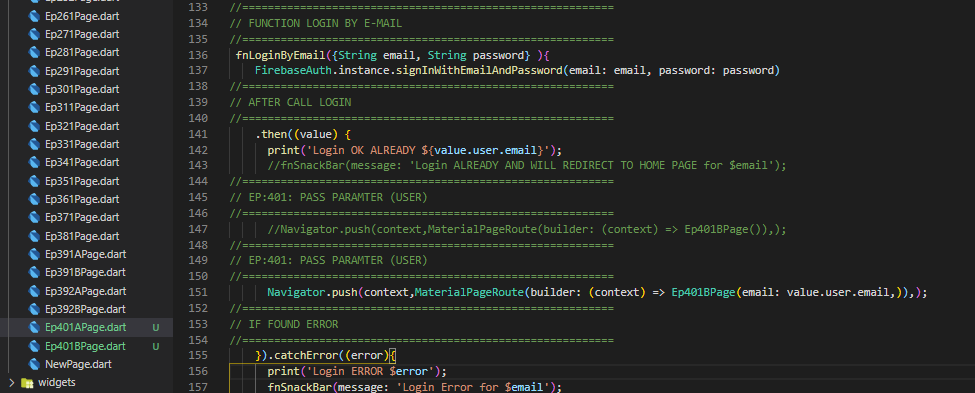 Ep261Page.dart
Ep271Page.dart
Ep281Page.dart
Ep291Page.dart
Ep301Page.dart
Ep311Page.dart
Ep321Page.dart
Ep331Page.dart
Ep341Page.dart
Ep351Page.dart
Ep361Page.dart
Ep371Page.dart
Ep381Page.dart
Ep391APage.dart
Ep391BPage.dart
Ep392APage.dart
Ep392BPage.dart
Ep401APage.dart U
Ep401BPage.dart U
NewPage.dart
widgets
133 //==========================================================
134 // FUNCTION LOGIN BY E-MAIL
135 //==========================================================
136 fnLoginByEmail({String email, String password} ){
137 FirebaseAuth.instance.signInWithEmailAndPassword(email: email, password: password)
138 //==========================================================
139 // AFTER CALL LOGIN
140 //==========================================================
141 .then((value) {
142 print('Login OK ALREADY ${value.user.email}');
143 //fnSnackBar(message: 'Login ALREADY AND WILL REDIRECT TO HOME PAGE for $email');
144 //==========================================================
145 // EP:401: PASS PARAMTER (USER)
146 //==========================================================
147 //Navigator.push(context,MaterialPageRoute(builder: (context) => Ep401BPage()),);
148 //==========================================================
149 // EP:401: PASS PARAMTER (USER)
150 //==========================================================
151 Navigator.push(context,MaterialPageRoute(builder: (context) => Ep401BPage(email: value.user.email,)),);
152 //==========================================================
153 // IF FOUND ERROR
154 //==========================================================
155 }).catchError((error){
156 print('Login ERROR $error');
157 fnSnackBar(message: 'Login Error for $email');